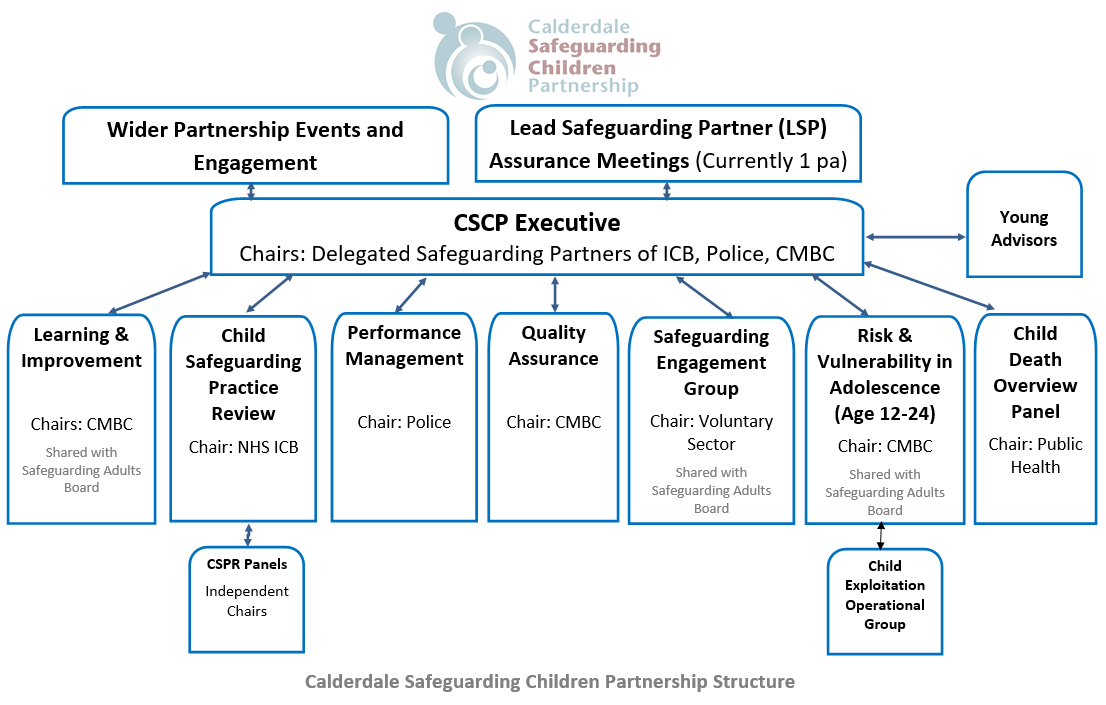 Calderdale
Safeguarding
Children
Partnership
Wider Partnership Events and
Engagement
Lead Safeguarding Partner (LSP)
Assurance Meetings (Currently 1 pa)
CSCP Executive
Chairs: Delegated Safeguarding Partners of ICB, Police, CMBC
Young
Advisors
Learning &
Improvement
Chairs: CMBC
Shared with
Safeguarding Adults
Board
Child
Safeguarding
Practice
Review
Chair: NHS ICB
Performance
Management
Chair: Police
Quality
Assurance
Chair: CMBC
Safeguarding
Engagement
Group
Chair: Voluntary
Sector
Shared with
Safeguarding Adults
Board
Risk &
Vulnerability in
Adolescence
(Age 12-24)
Chair: CMBC
Shared with
Safeguarding Adults
Board
Child
Death
Overview
Panel
Chair: Public
Health
CSPR Panels
Independent
Chairs
Child
Exploitation
Operational
Group
Calderdale Safeguarding Children Partnership Structure